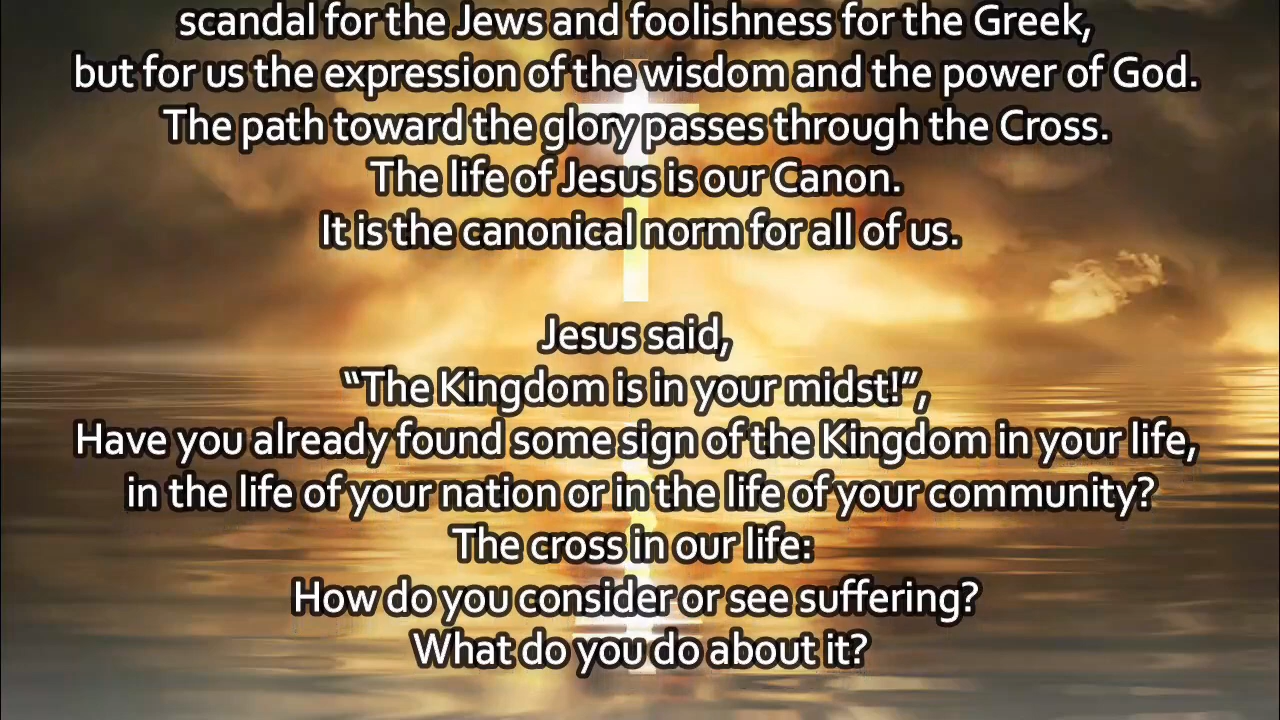 scandal for the Jews and foolishness for the Greek,
but for us the expression of the wisdom and the power of God.
The path toward the glory passes through the Cross.
The life of Jesus is our Canon.
It is the canonical norm for all of us.
Jesus said,
“The Kingdom is in your midst!”,
Have you already found some sign of the Kingdom in your life,
in the life of your nation or in the life of your community?
The cross in our life:
How do you consider or see suffering?
What do you do about it?